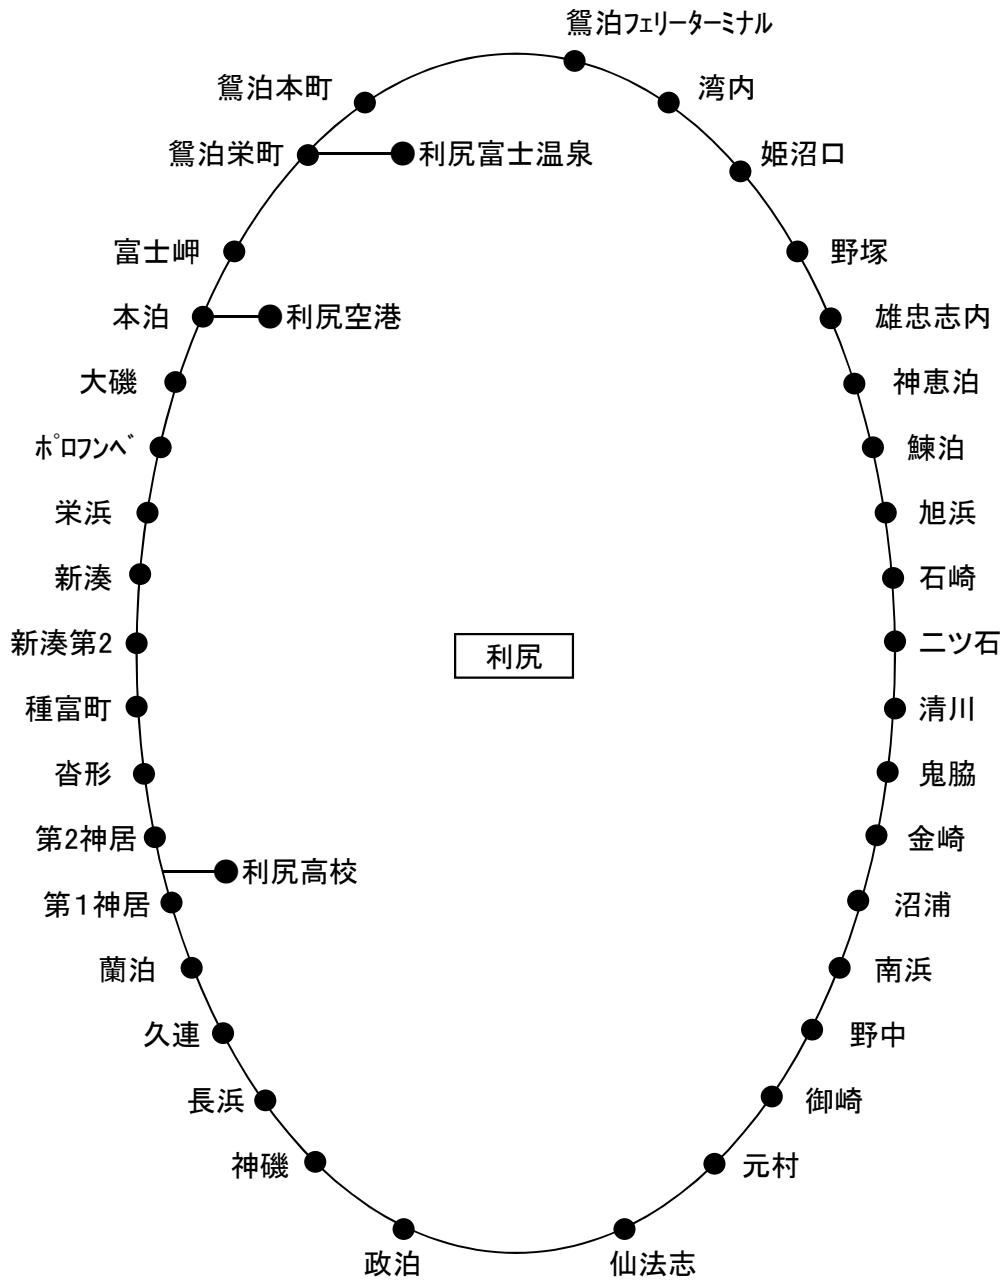 鴛泊フェリーターミナル
鴛泊本町
湾内
鴛泊栄町
利尻富士温泉
姫沼口
富士岬
野塚
本泊
利尻空港
雄忠志内
大磯
神恵泊
ポロフンベ
鰊泊
栄浜
旭浜
新湊
石崎
新湊第2
利尻
二ツ石
種富町
清川
沓形
鬼脇
第2神居
金崎
利尻高校
第1神居
沼浦
蘭泊
南浜
久連
野中
長浜
御崎
神磯
元村
政泊
仙法志